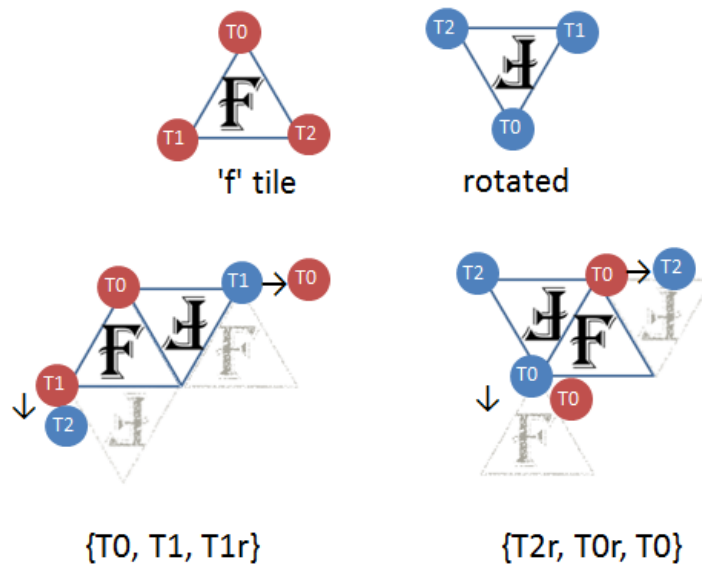 T0
F
T1 T2
'f' tile
T2 T1
F
T0
rotated
T0 T1 → T0
F F F
T1
↓
T2 F
{T0, T1, T1r}
T2 T0 → T2
F F F
T0 T0
↓
F
{T2r, T0r, T0}